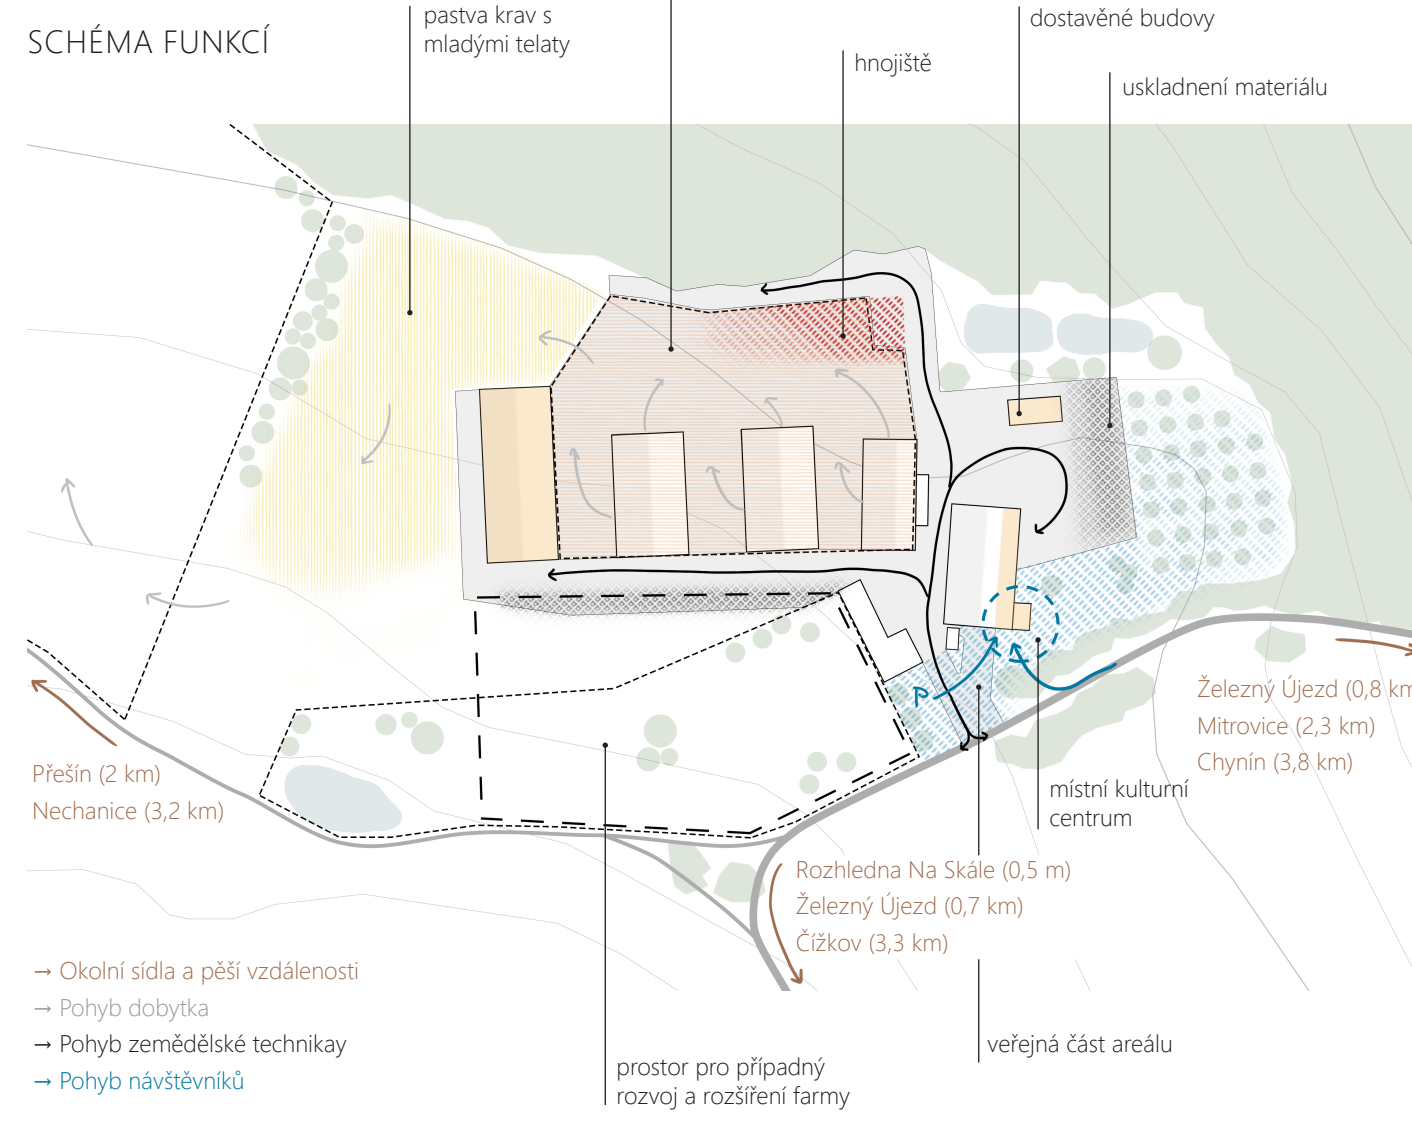 SCHÉMA FUNKCÍ
pastva krav s
mladými telaty
hnojiště
dostavěné budovy
uskladnení materiálu
P
Železný Újezd (0,8 km
Mitrovice (2,3 km)
Chynín (3,8 km)
Přešín (2 km)
Nechanice (3,2 km)
místní kulturní
centrum
Rozhledna Na Skále (0,5 m)
Železný Újezd (0,7 km)
Čížkov (3,3 km)
→ Okolní sídla a pěší vzdálenosti
→ Pohyb dobytka
→ Pohyb zemědělské technikay
→ Pohyb návštěvníků
veřejná část areálu
prostor pro případný
rozvoj a rozšíření farmy